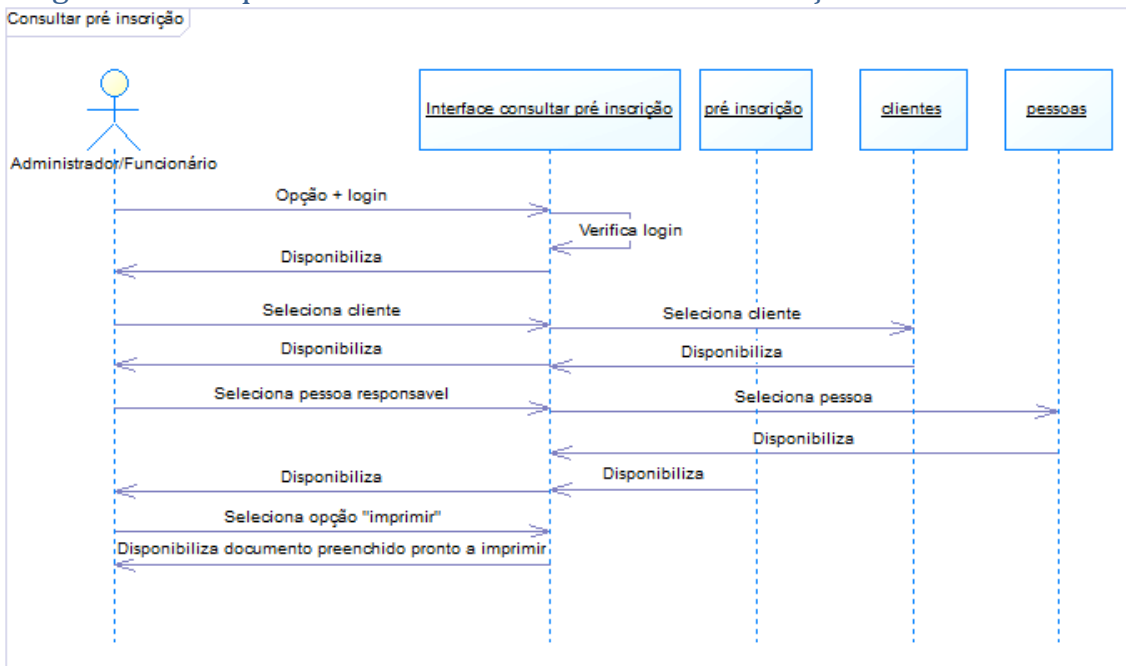 Consultar pré inscrição
Interface consultar pré inscrição
pré inscrição
clientes
pessoas
Administrador/Funcionário
Opção + login
Verifica login
Disponibiliza
Seleciona cliente
Seleciona cliente
Disponibiliza
Disponibiliza
Seleciona pessoa responsavel
Seleciona pessoa
Disponibiliza
Disponibiliza
Disponibiliza
Seleciona opção "imprimir"
Disponibiliza documento preenchido pronto a imprimir